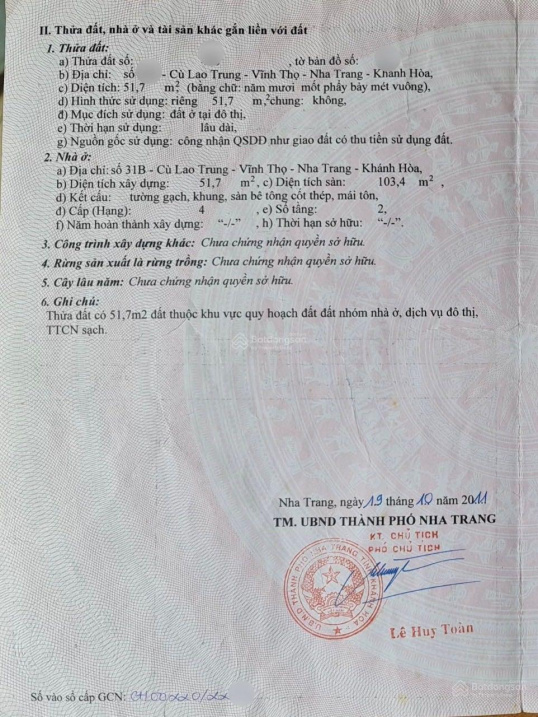 II. Thửa đất, nhà ở và tài sản khác gắn liền với đất
1. Thửa đất:
a) Thửa đất số: , tờ bản đồ số:
b) Địa chỉ: số - Cù Lao Trung - Vĩnh Thọ - Nha Trang - Khánh Hòa,
c) Diện tích: 51,7 m² (bằng chữ: năm mươi mốt phẩy bảy mét vuông),
d) Hình thức sử dụng: riêng 51,7 m²,chung: không,
đ) Mục đích sử dụng: đất ở tại đô thị,
e) Thời hạn sử dụng: lâu dài,
g) Nguồn gốc sử dụng: công nhận QSDĐ như giao đất có thu tiền sử dụng đất.
2. Nhà ở:
a) Địa chỉ: số 31B - Cù Lao Trung - Vĩnh Thọ - Nha Trang - Khánh Hòa,
b) Diện tích xây dựng: 51,7 m², c) Diện tích sàn: 103,4 m² ,
d) Kết cấu: tường gạch, khung, sàn bê tông cốt thép, mái tôn,
đ) Cấp (Hạng): 4 , e) Số tầng: 2,
f) Năm hoàn thành xây dựng: “-/-” , h) Thời hạn sở hữu: “-/-”.
3. Công trình xây dựng khác: Chưa chứng nhận quyền sở hữu.
4. Rừng sản xuất là rừng trồng: Chưa chứng nhận quyền sở hữu.
5. Cây lâu năm: Chưa chứng nhận quyền sở hữu.
6. Ghi chú:
Thửa đất có 51,7m2 đất thuộc khu vực quy hoạch đất đất nhóm nhà ở, dịch vụ đô thị,
TTCN sạch.
Batdongsan
Nha Trang, ngày 19 tháng 10 năm 2011
TM. UBND THÀNH PHỐ NHA TRANG
KT. CHỦ TỊCH
PHÓ CHỦ TỊCH
U.B.N.D THÀNH PHỐ NHA TRANG TỈNH KHÁNH HÒA
Lê Huy Toàn
Số vào sổ cấp GCN: